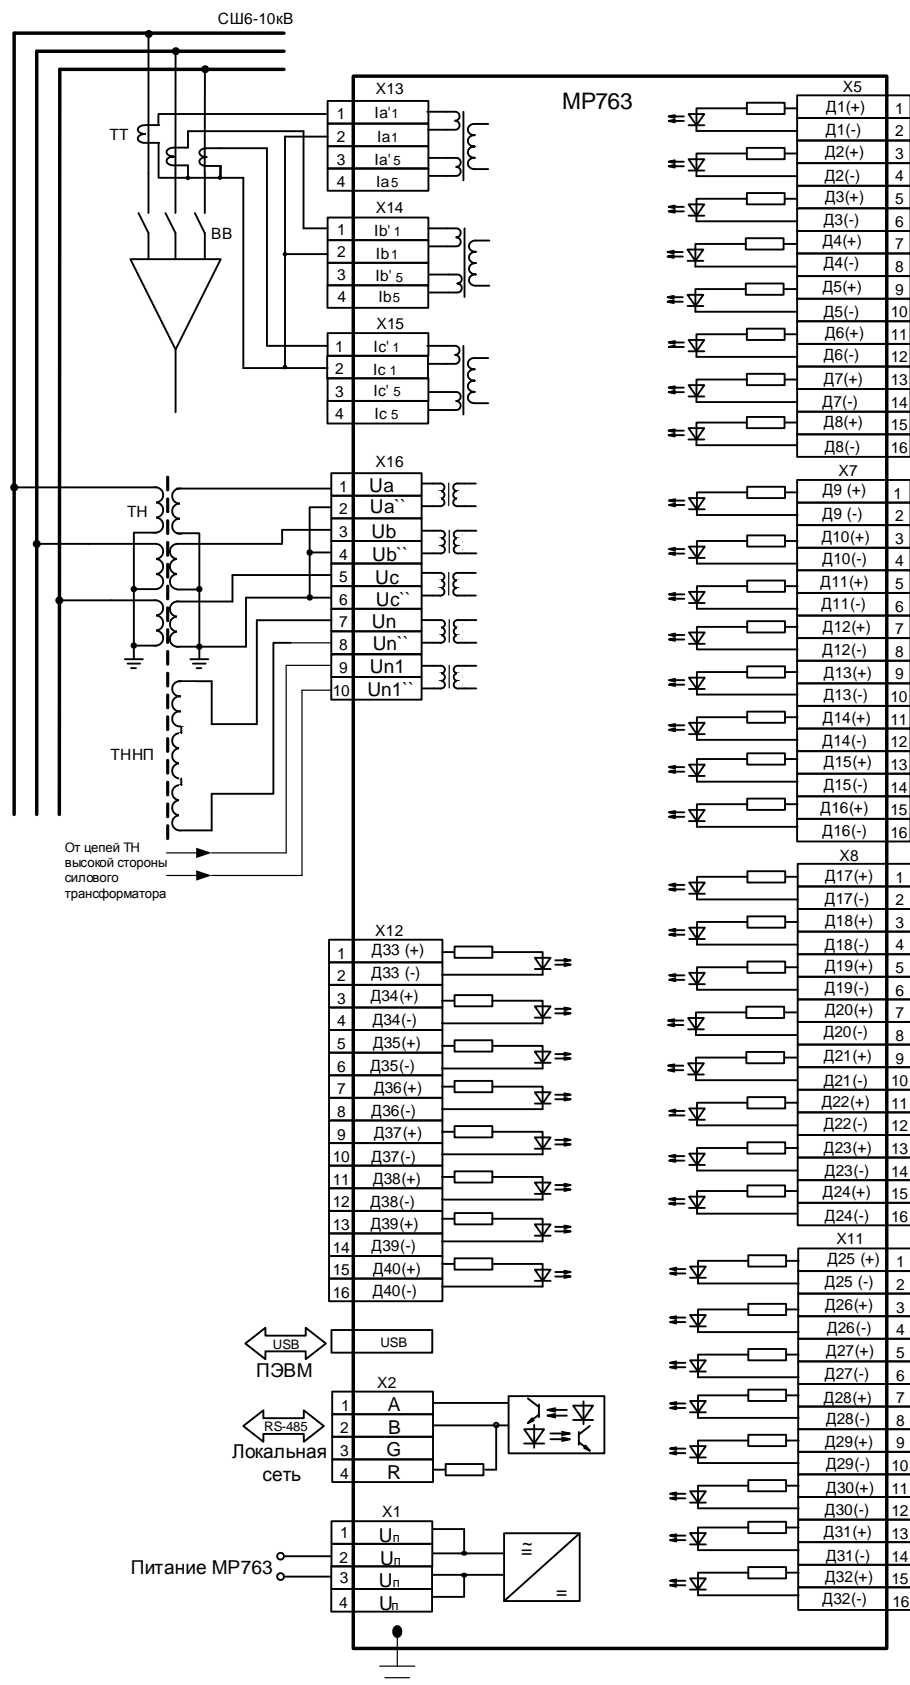 СШ6-10кВ
ТТ
ВВ
ТН
ТННП
От цепей ТН
высокой стороны
силового
трансформатора
МР763
X13
1 Ia'1
2 Ia1
3 Ia' 5
4 Ia5
X14
1 Ib' 1
2 Ib1
3 Ib' 5
4 Ib5
X15
1 Ic' 1
2 Ic 1
3 Ic' 5
4 Ic 5
X16
1 Ua
2 Ua``
3 Ub
4 Ub``
5 Uc
6 Uc``
7 Un
8 Un``
9 Un1
10 Un1``
X12
1 Д33 (+)
2 Д33 (-)
3 Д34(+)
4 Д34(-)
5 Д35(+)
6 Д35(-)
7 Д36(+)
8 Д36(-)
9 Д37(+)
10 Д37(-)
11 Д38(+)
12 Д38(-)
13 Д39(+)
14 Д39(-)
15 Д40(+)
16 Д40(-)
USB
USB
ПЭВМ
X2
1 A
2 B
3 G
4 R
RS-485
Локальная
сеть
X1
1 Uп
2 Uп
3 Uп
4 Uп
Питание МР763
X5
Д1(+) 1
Д1(-) 2
Д2(+) 3
Д2(-) 4
Д3(+) 5
Д3(-) 6
Д4(+) 7
Д4(-) 8
Д5(+) 9
Д5(-) 10
Д6(+) 11
Д6(-) 12
Д7(+) 13
Д7(-) 14
Д8(+) 15
Д8(-) 16
X7
Д9 (+) 1
Д9 (-) 2
Д10(+) 3
Д10(-) 4
Д11(+) 5
Д11(-) 6
Д12(+) 7
Д12(-) 8
Д13(+) 9
Д13(-) 10
Д14(+) 11
Д14(-) 12
Д15(+) 13
Д15(-) 14
Д16(+) 15
Д16(-) 16
X8
Д17(+) 1
Д17(-) 2
Д18(+) 3
Д18(-) 4
Д19(+) 5
Д19(-) 6
Д20(+) 7
Д20(-) 8
Д21(+) 9
Д21(-) 10
Д22(+) 11
Д22(-) 12
Д23(+) 13
Д23(-) 14
Д24(+) 15
Д24(-) 16
X11
Д25 (+) 1
Д25 (-) 2
Д26(+) 3
Д26(-) 4
Д27(+) 5
Д27(-) 6
Д28(+) 7
Д28(-) 8
Д29(+) 9
Д29(-) 10
Д30(+) 11
Д30(-) 12
Д31(+) 13
Д31(-) 14
Д32(+) 15
Д32(-) 16